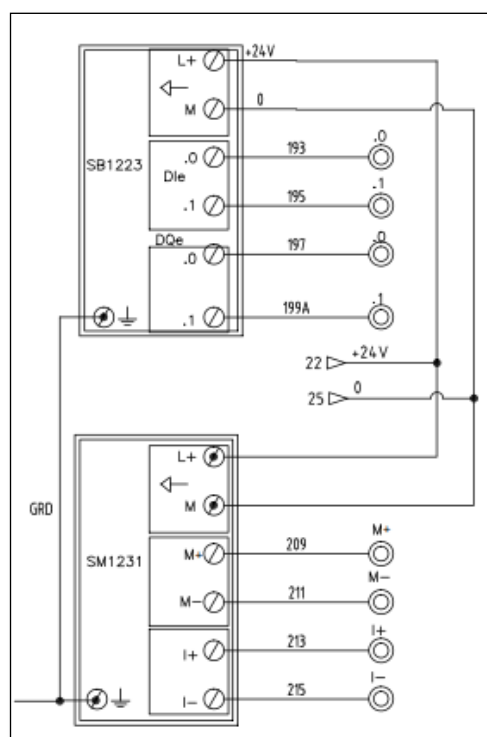 L+ +24V
M 0
SB1223
.0 193 .0
DIe
.1 195 .1
DQe
.0 197 .0
.1 199A .1
22 +24V
25 0
L+
M
GRD
SM1231
M+ 209 M+
M- 211 M-
I+ 213 I+
I- 215 I-